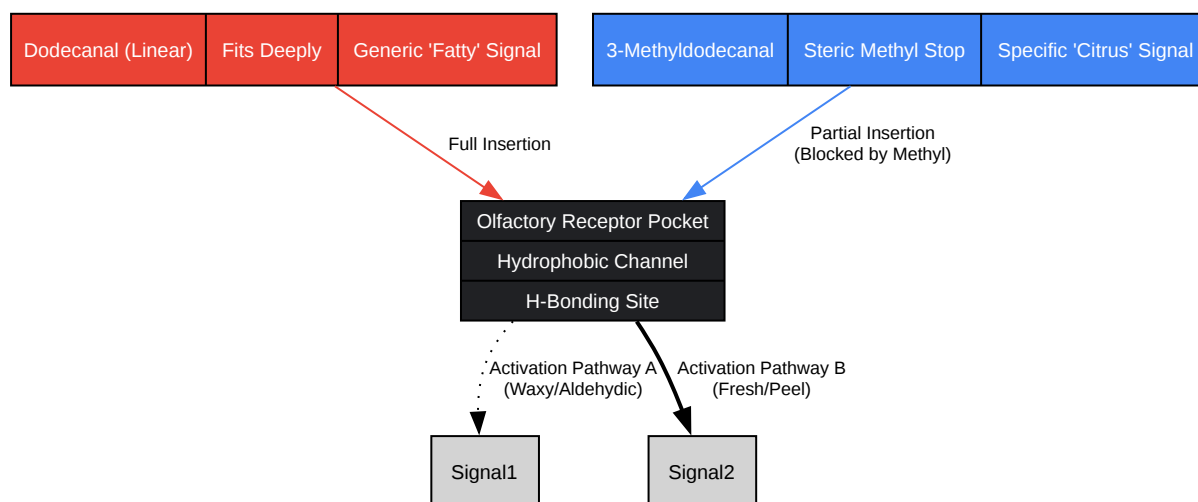 Dodecanal (Linear)
Fits Deeply
Generic 'Fatty' Signal
3-Methyldodecanal
Steric Methyl Stop
Specific 'Citrus' Signal
Full Insertion
Partial Insertion
(Blocked by Methyl)
Olfactory Receptor Pocket
Hydrophobic Channel
H-Bonding Site
Activation Pathway A
(Waxy/Aldehydic)
Activation Pathway B
(Fresh/Peel)
Signal1
Signal2